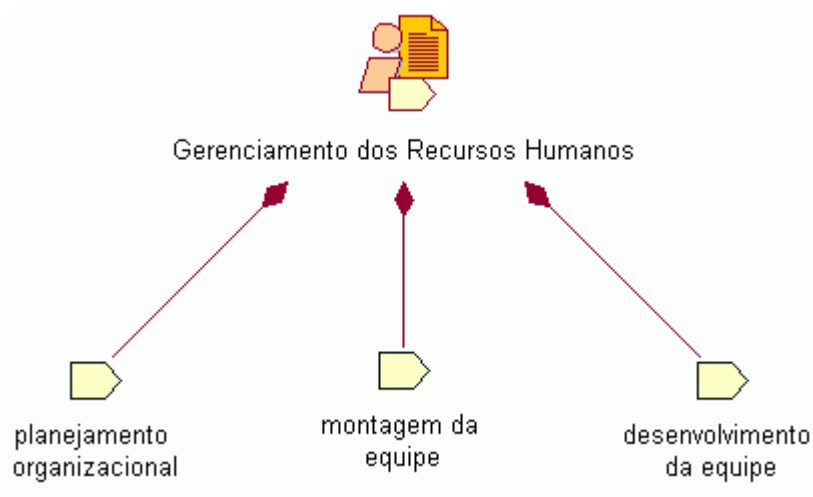 Gerenciamento dos Recursos Humanos
planejamento
organizacional
montagem da
equipe
desenvolvimento
da equipe